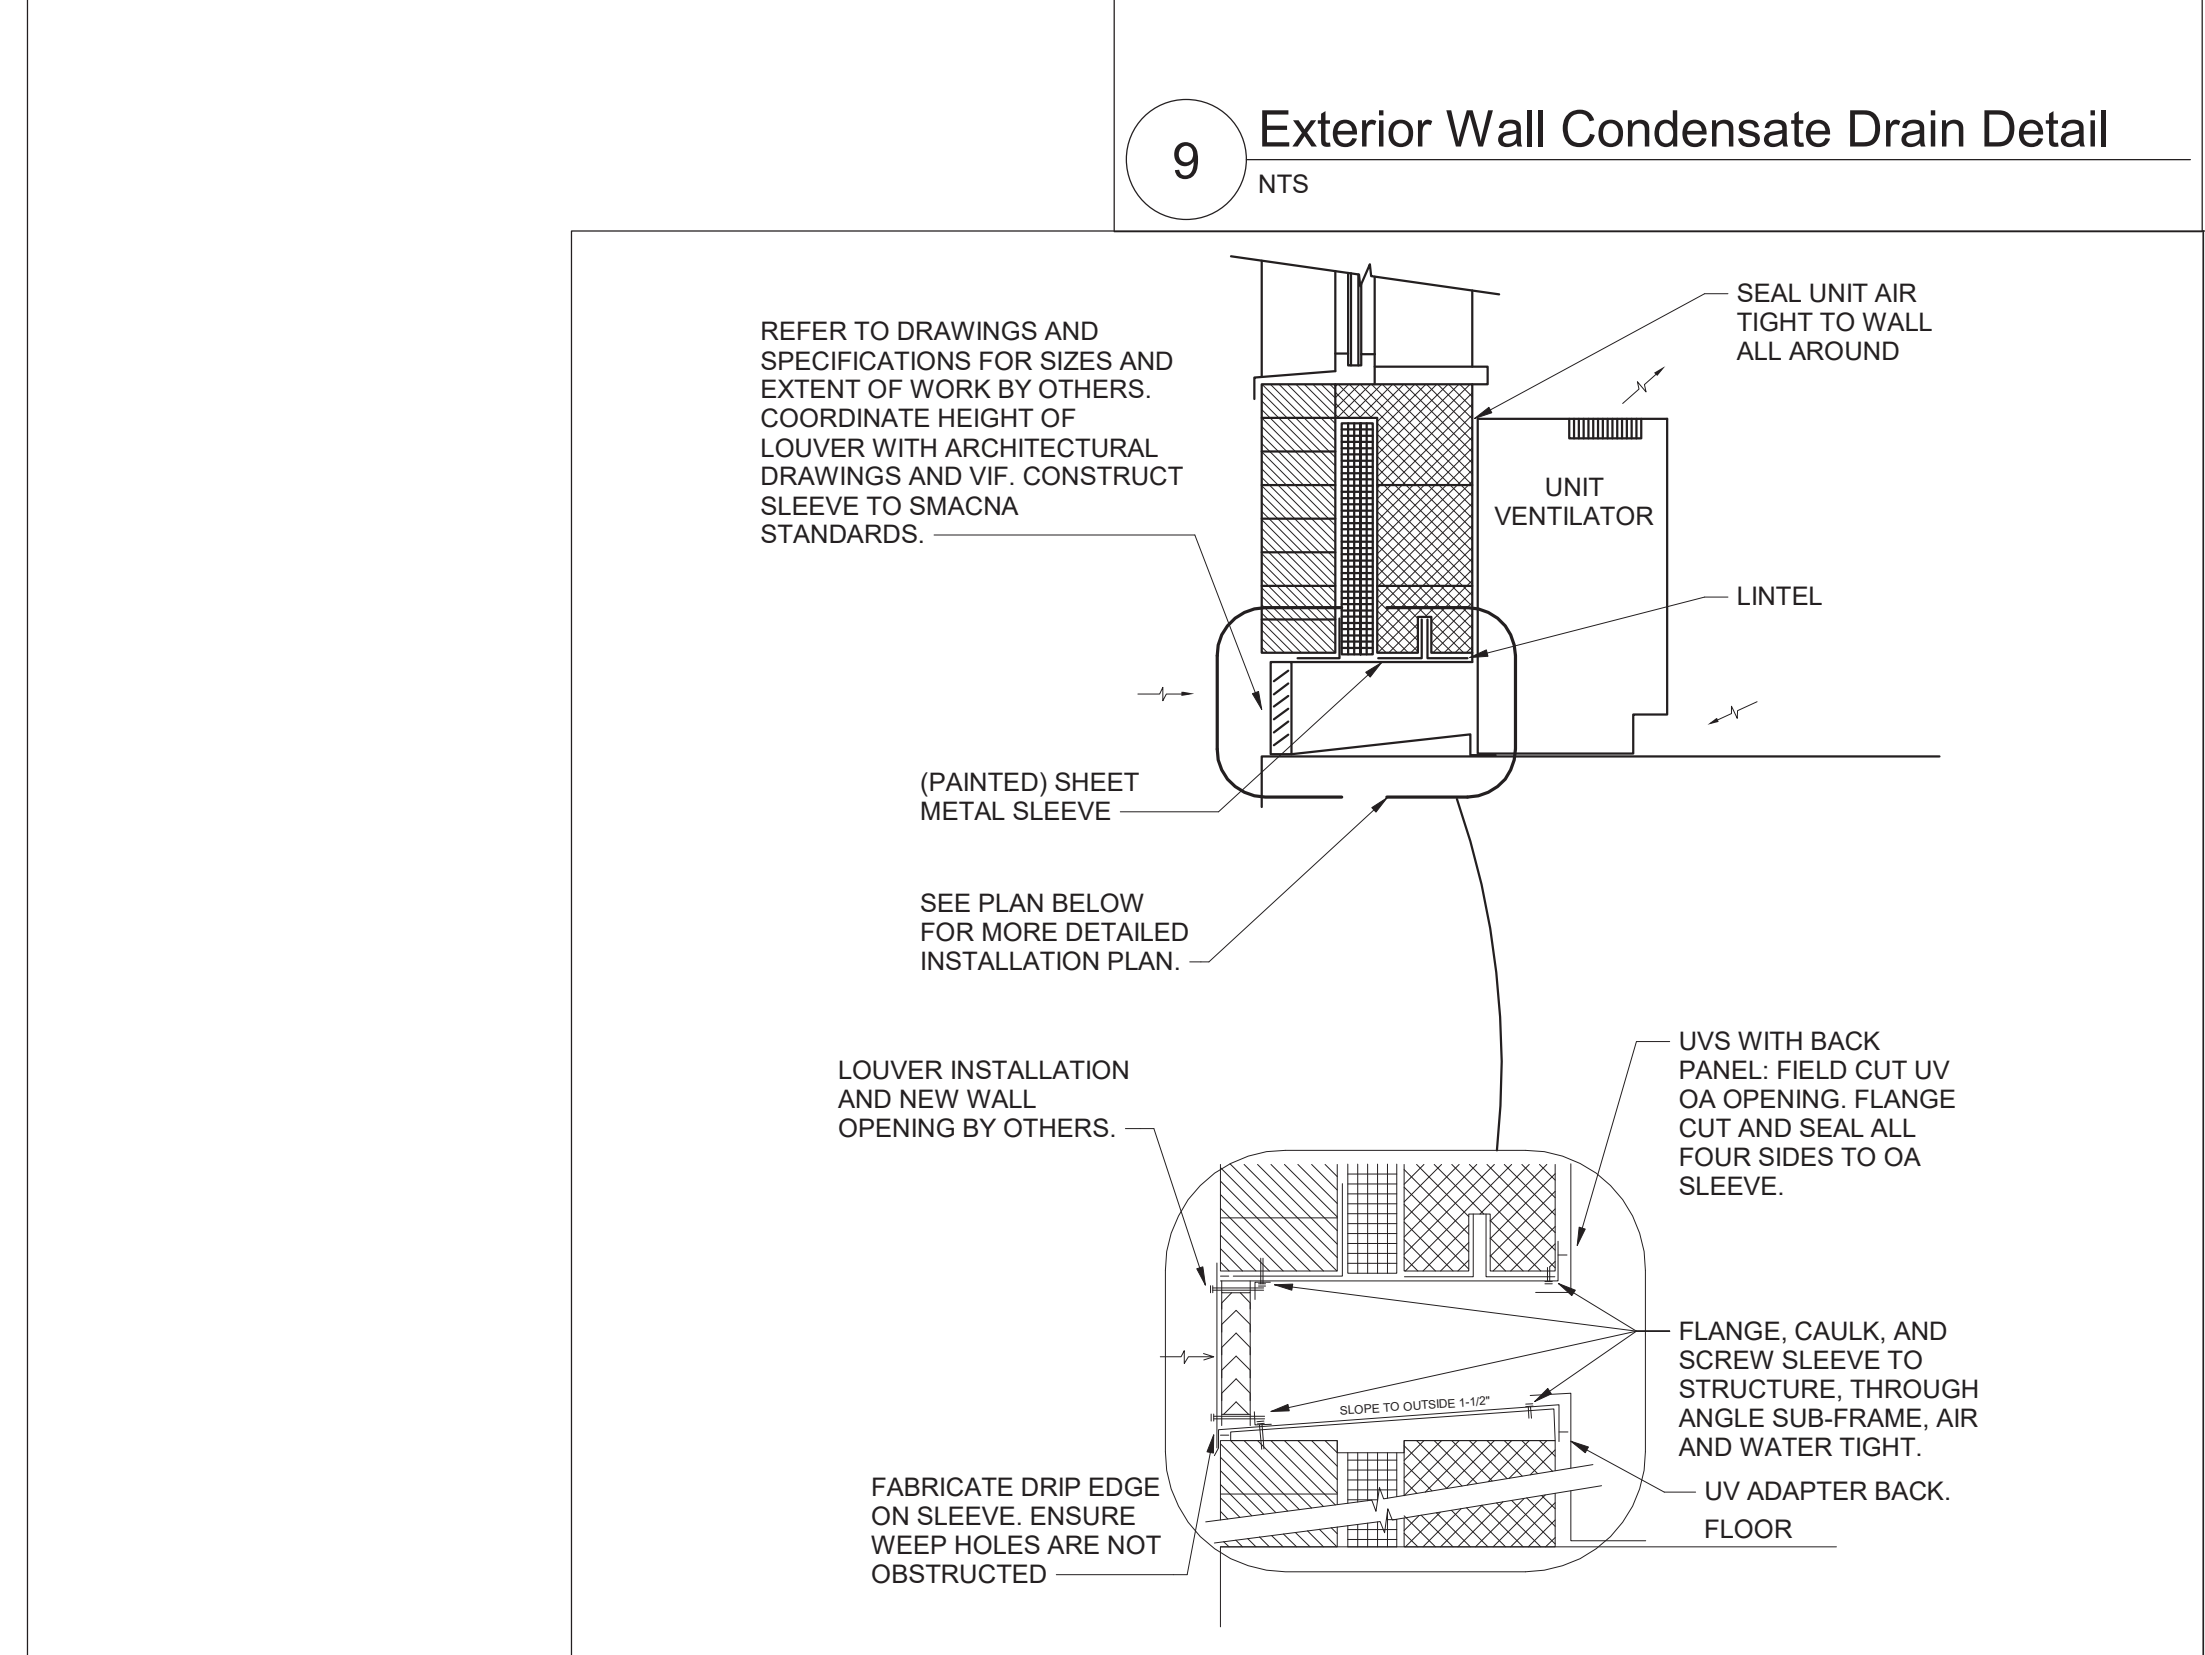 9
Exterior Wall Condensate Drain Detail
NTS
REFER TO DRAWINGS AND
SPECIFICATIONS FOR SIZES AND
EXTENT OF WORK BY OTHERS.
COORDINATE HEIGHT OF
LOUVER WITH ARCHITECTURAL
DRAWINGS AND VIF. CONSTRUCT
SLEEVE TO SMACNA
STANDARDS.
SEAL UNIT AIR
TIGHT TO WALL
ALL AROUND
UNIT
VENTILATOR
LINTEL
(PAINTED) SHEET
METAL SLEEVE
SEE PLAN BELOW
FOR MORE DETAILED
INSTALLATION PLAN.
LOUVER INSTALLATION
AND NEW WALL
OPENING BY OTHERS.
UVS WITH BACK
PANEL: FIELD CUT UV
OA OPENING. FLANGE
CUT AND SEAL ALL
FOUR SIDES TO OA
SLEEVE.
FLANGE, CAULK, AND
SCREW SLEEVE TO
STRUCTURE, THROUGH
ANGLE SUB-FRAME, AIR
AND WATER TIGHT.
SLOPE TO OUTSIDE 1-1/2"
FABRICATE DRIP EDGE
ON SLEEVE. ENSURE
WEEP HOLES ARE NOT
OBSTRUCTED
UV ADAPTER BACK.
FLOOR